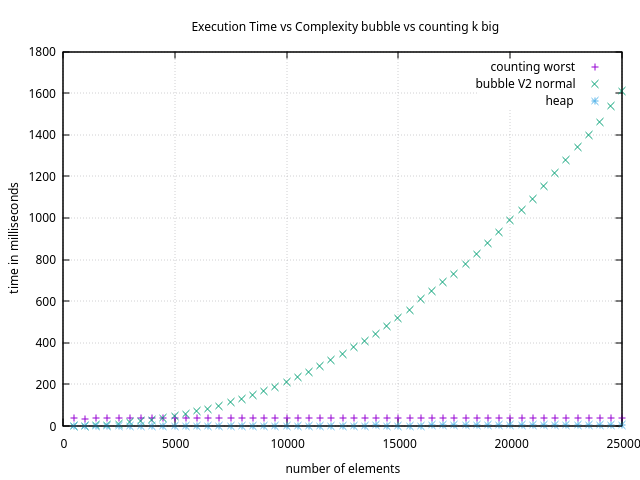 Execution Time vs Complexity bubble vs counting k big
counting worst
bubble V2 normal
heap
1800
1600
1400
1200
1000
800
600
400
200
0
time in milliseconds
0 5000 10000 15000 20000 25000
number of elements